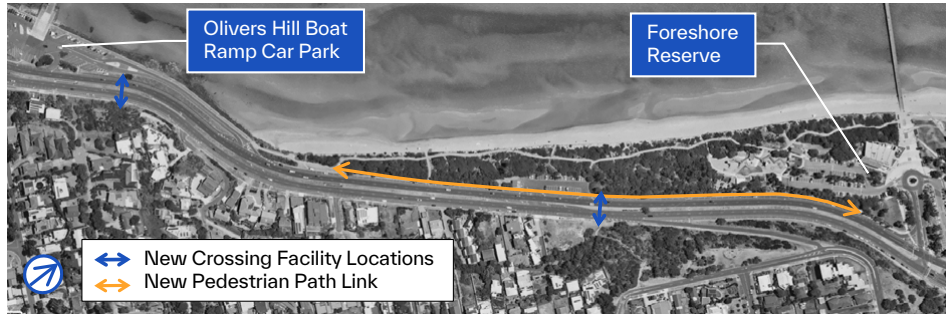 Olivers Hill Boat
Ramp Car Park
Foreshore
Reserve
New Crossing Facility Locations
New Pedestrian Path Link